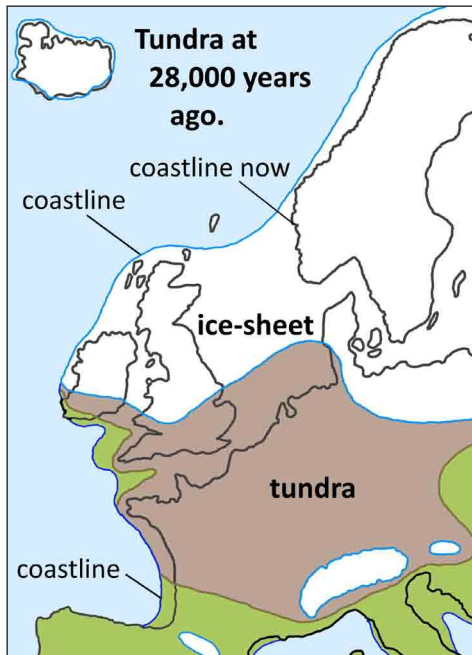 Tundra at
28,000 years
ago.
coastline now
coastline
ice-sheet
tundra
coastline